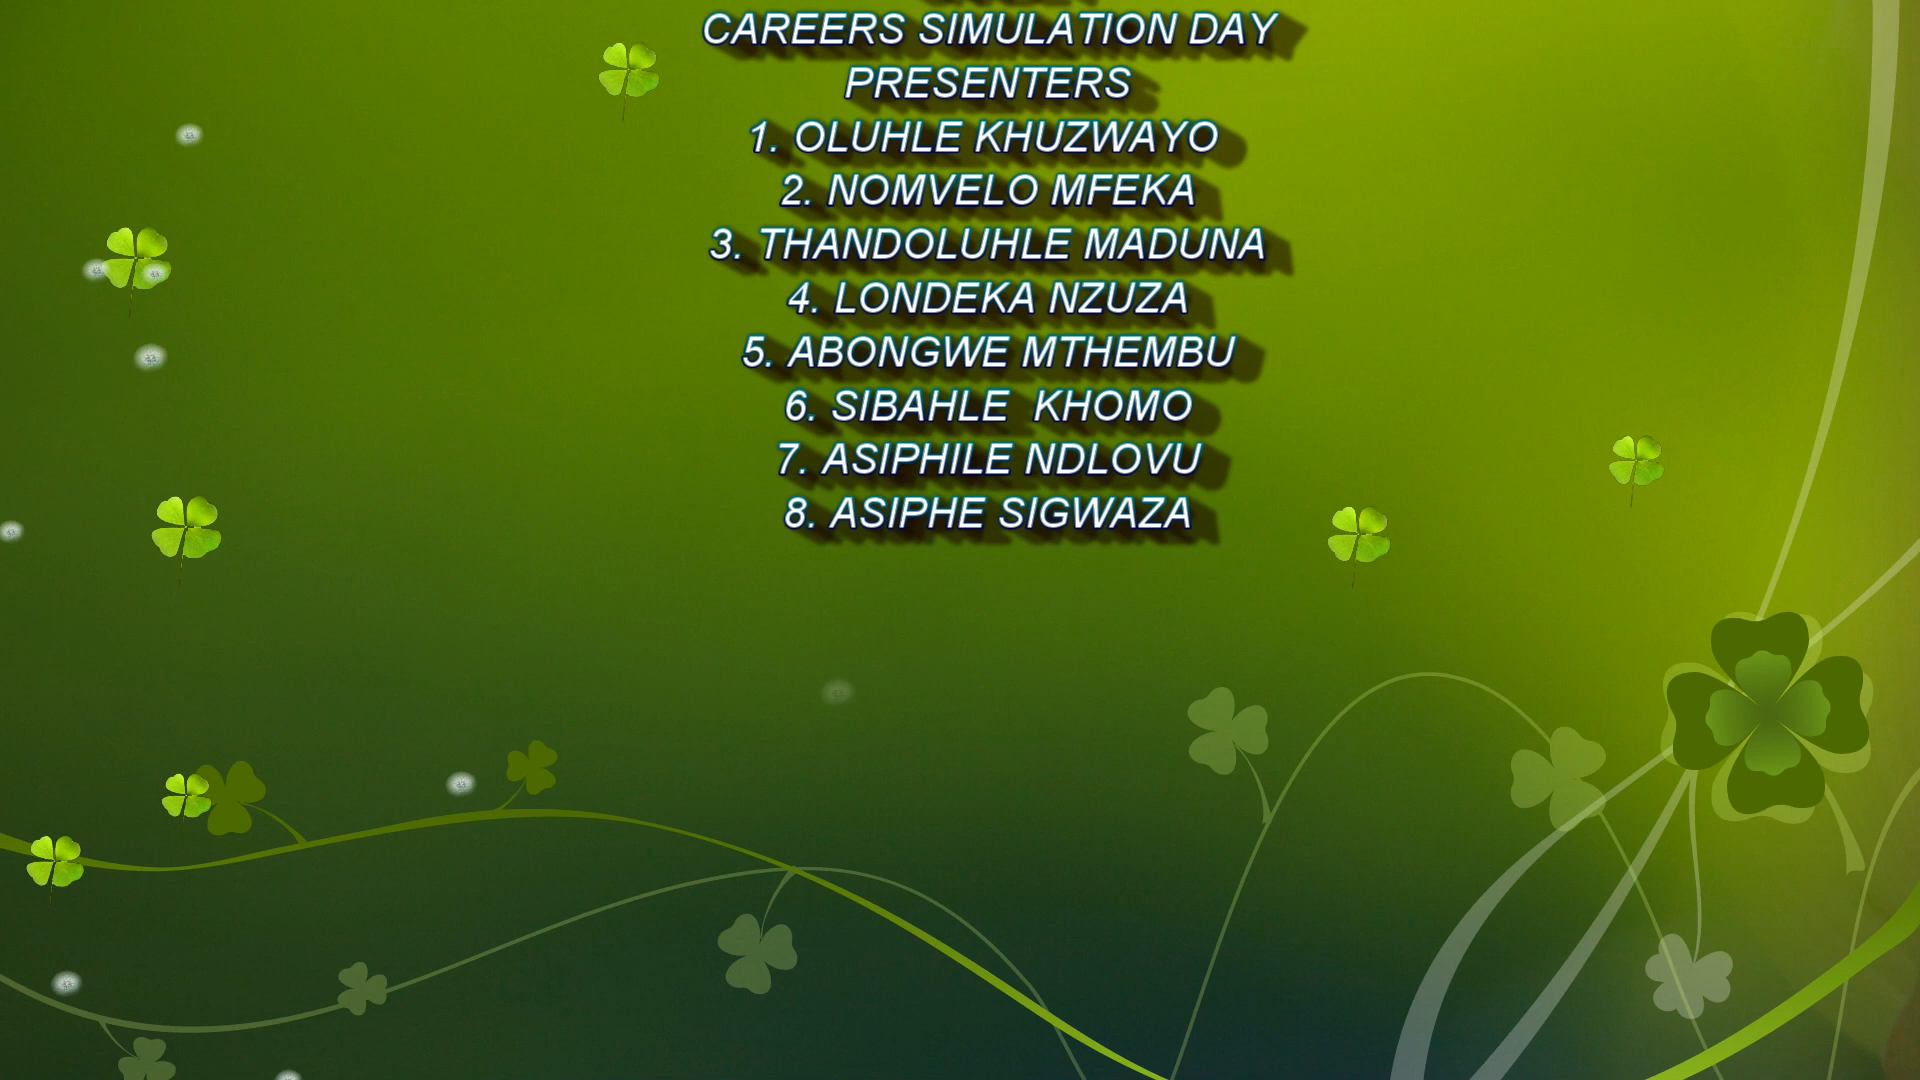 CAREERS SIMULATION DAY
PRESENTERS
1. OLUHLE KHUZWAYO
2. NOMVELO MFEKA
3. THANDOLUHLE MADUNA
4. LONDEKA NZUZA
5. ABONGWE MTHEMBU
6. SIBAHLE  KHOMO
7. ASIPHILE NDLOVU
8. ASIPHE SIGWAZA